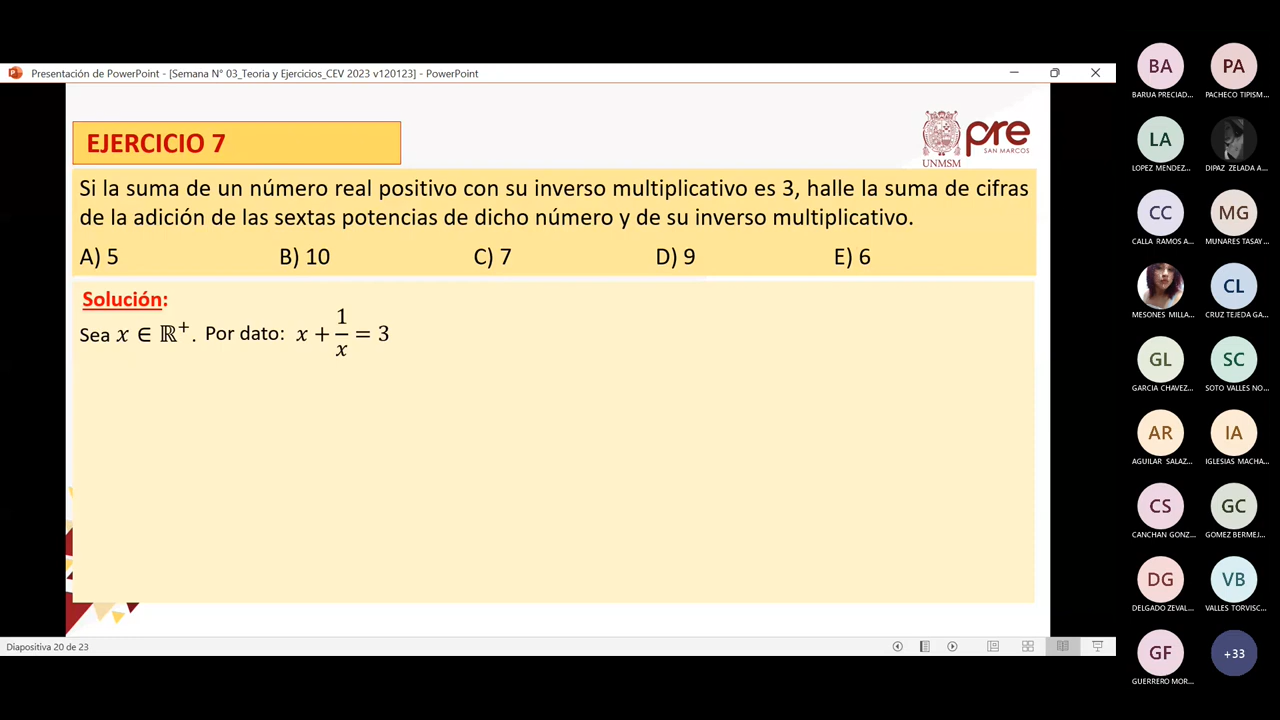 Presentación de PowerPoint - [Semana N° 03_Teoria y Ejercicios_CEV 2023 v120123] - PowerPoint
EJERCICIO 7
UNMSM
pre
SAN MARCOS
Si la suma de un número real positivo con su inverso multiplicativo es 3, halle la suma de cifras
de la adición de las sextas potencias de dicho número y de su inverso multiplicativo.
A) 5 B) 10 C) 7 D) 9 E) 6
Solución:
Sea x ∈ ℝ⁺. Por dato: x + 1/x = 3
Diapositiva 20 de 23
BA PA
BARUA PRECIAD... PACHECO TIPISM...
LA
LOPEZ MENDEZ... DIPAZ ZELADA A...
CC MG
CALLA RAMOS A... MUNARES TASAY...
CL
MESONES MILLA... CRUZ TEJEDA GA...
GL SC
GARCIA CHAVEZ... SOTO VALLES NO...
AR IA
AGUILAR SALAZ... IGLESIAS MACHA...
CS GC
CANCHAN GONZ... GOMEZ BERMEJ...
DG VB
DELGADO ZEVAL... VALLES TORVISC...
GF +33
GUERRERO MOR...